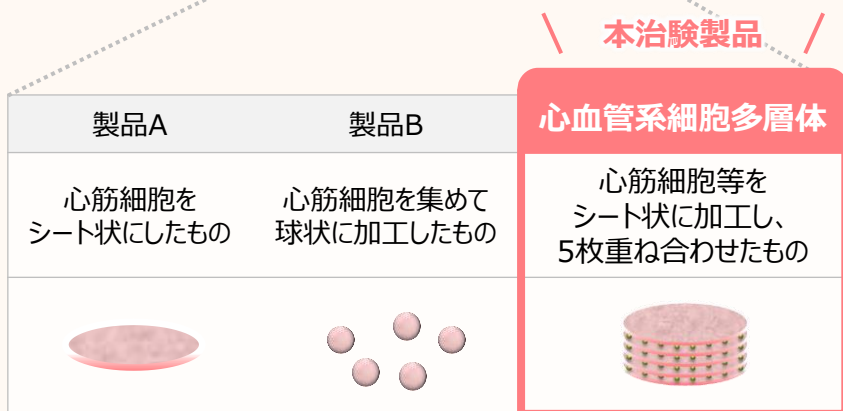 本治験製品
製品A
製品B
心血管系細胞多層体
心筋細胞を
シート状にしたもの
心筋細胞を集めて
球状に加工したもの
心筋細胞等を
シート状に加工し、
5枚重ね合わせたもの